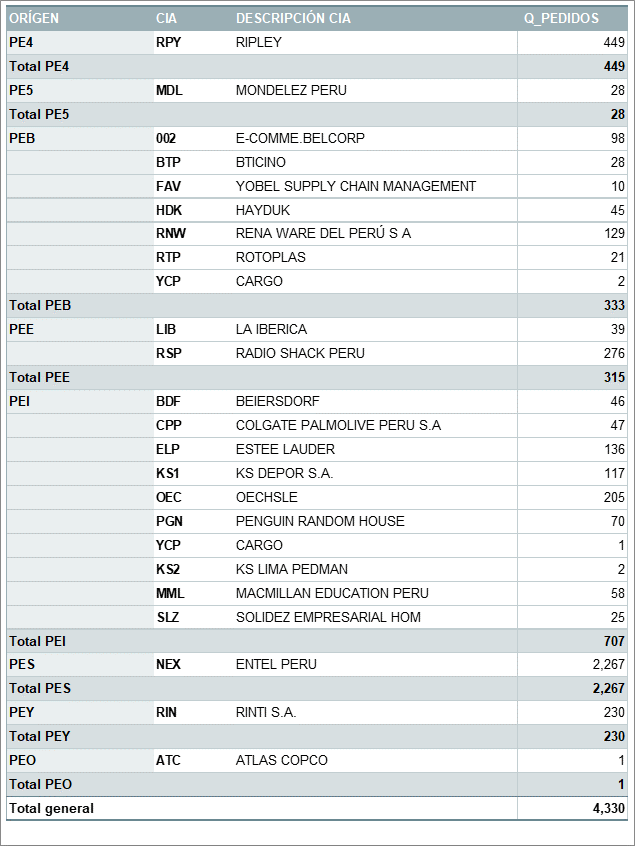 ORÍGEN CIA DESCRIPCIÓN CIA Q_PEDIDOS
PE4 RPY RIPLEY 449
Total PE4 449
PE5 MDL MONDELEZ PERU 28
Total PE5 28
PEB 002 E-COMME.BELCORP 98
BTP BTICINO 28
FAV YOBEL SUPPLY CHAIN MANAGEMENT 10
HDK HAYDUK 45
RNW RENA WARE DEL PERÚ S A 129
RTP ROTOPLAS 21
YCP CARGO 2
Total PEB 333
PEE LIB LA IBERICA 39
RSP RADIO SHACK PERU 276
Total PEE 315
PEI BDF BEIERSDORF 46
CPP COLGATE PALMOLIVE PERU S.A 47
ELP ESTEE LAUDER 136
KS1 KS DEPOR S.A. 117
OEC OECHSLE 205
PGN PENGUIN RANDOM HOUSE 70
YCP CARGO 1
KS2 KS LIMA PEDMAN 2
MML MACMILLAN EDUCATION PERU 58
SLZ SOLIDEZ EMPRESARIAL HOM 25
Total PEI 707
PES NEX ENTEL PERU 2,267
Total PES 2,267
PEY RIN RINTI S.A. 230
Total PEY 230
PEO ATC ATLAS COPCO 1
Total PEO 1
Total general 4,330